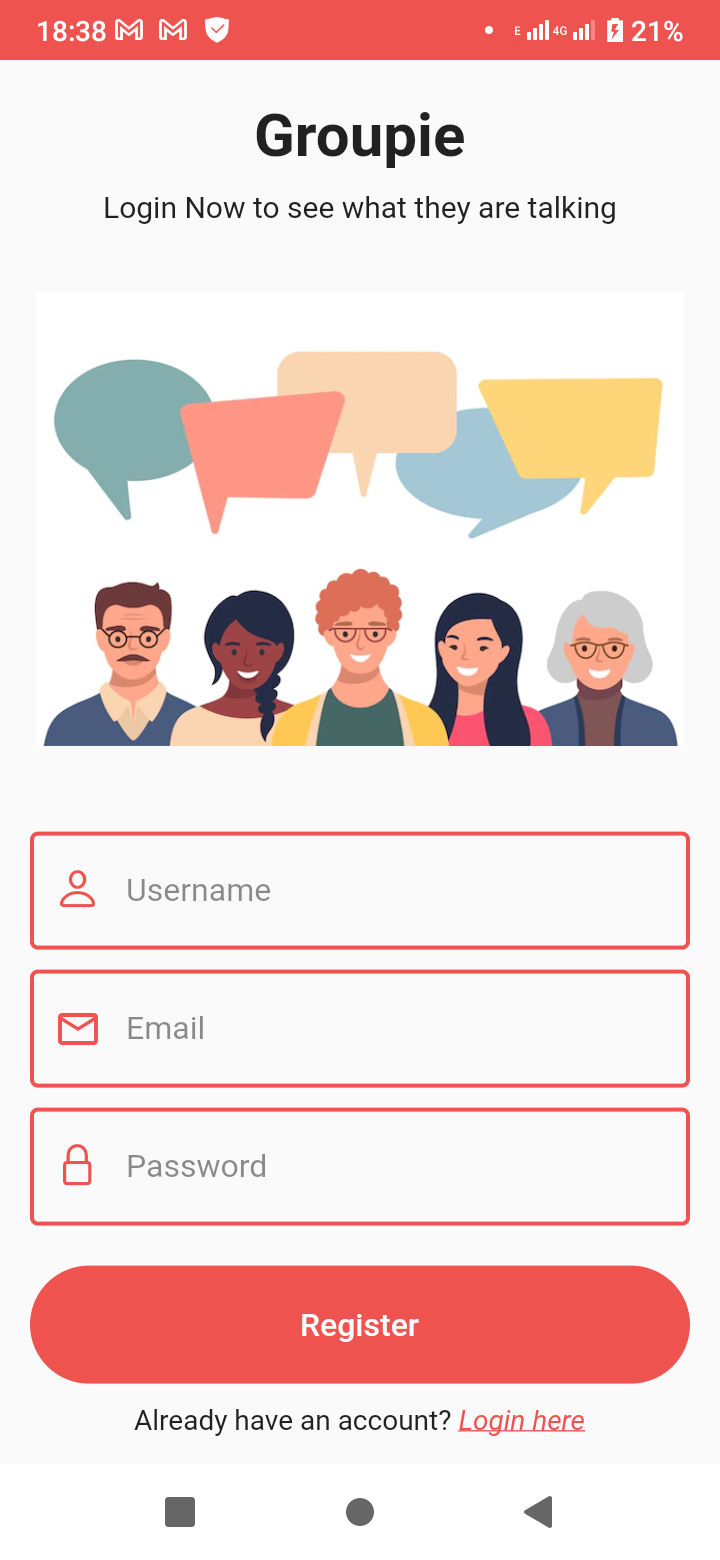 18:38 E 4G 21%
Groupie
Login Now to see what they are talking
Username
Email
Password
Register
Already have an account? Login here